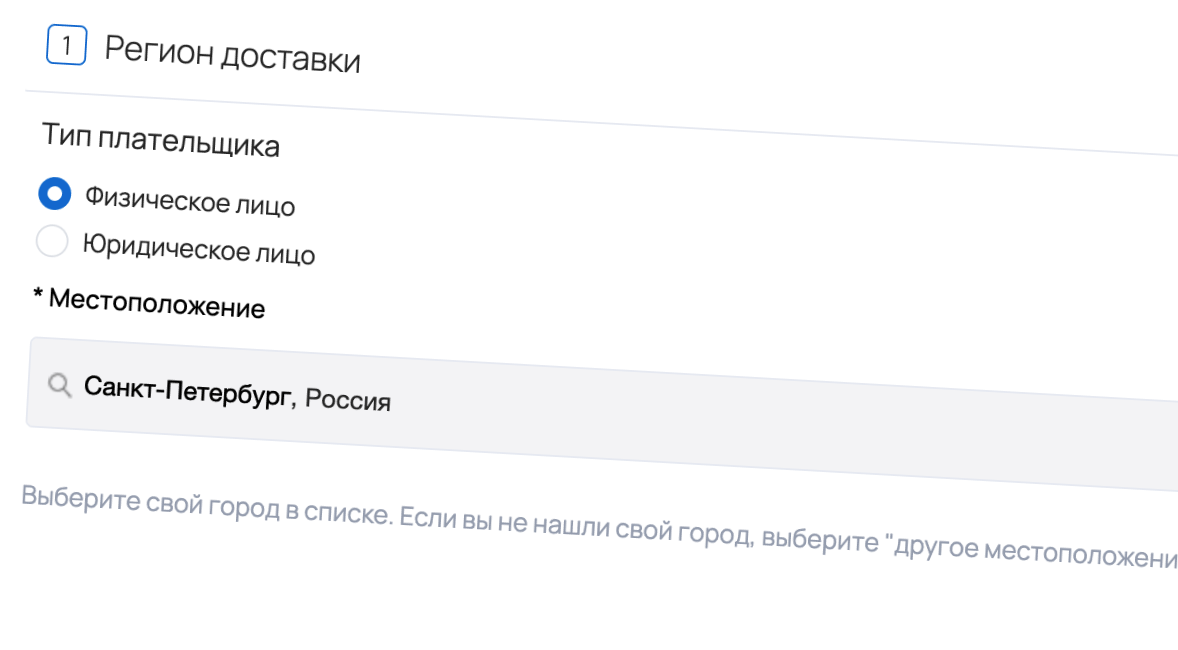 1 Регион доставки
Тип плательщика
Физическое лицо
Юридическое лицо
* Местоположение
Санкт-Петербург, Россия
Выберите свой город в списке. Если вы не нашли свой город, выберите "другое местоположени